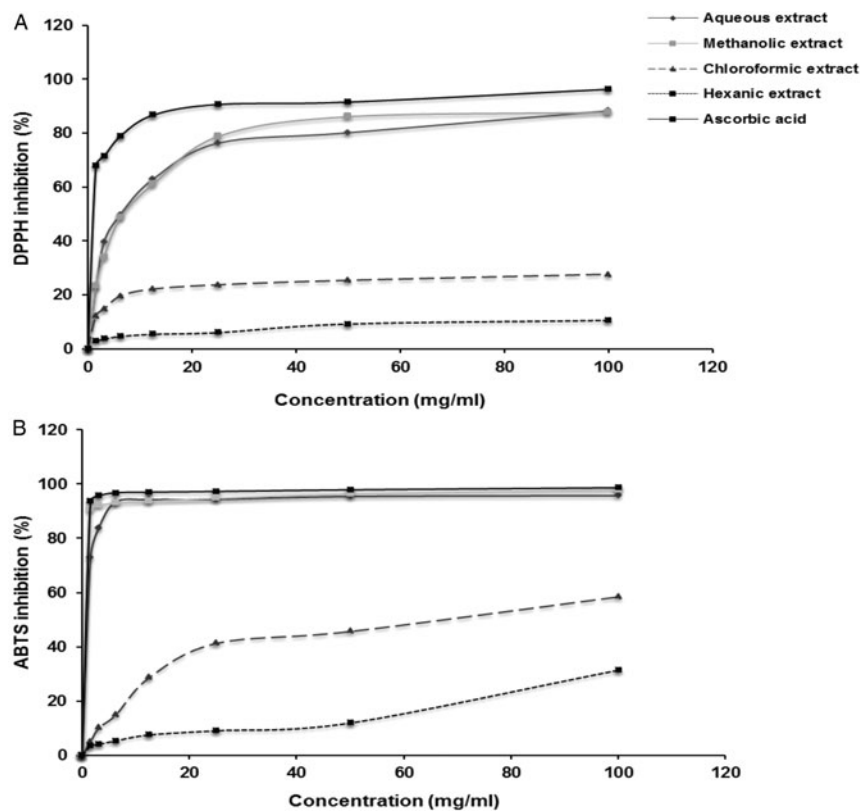 A
120
100
80
60
40
20
0
DPPH inhibition (%)
0 20 40 60 80 100 120
Concentration (mg/ml)
Aqueous extract
Methanolic extract
Chloroformic extract
Hexanic extract
Ascorbic acid
B
120
100
80
60
40
20
0
ABTS inhibition (%)
0 20 40 60 80 100 120
Concentration (mg/ml)